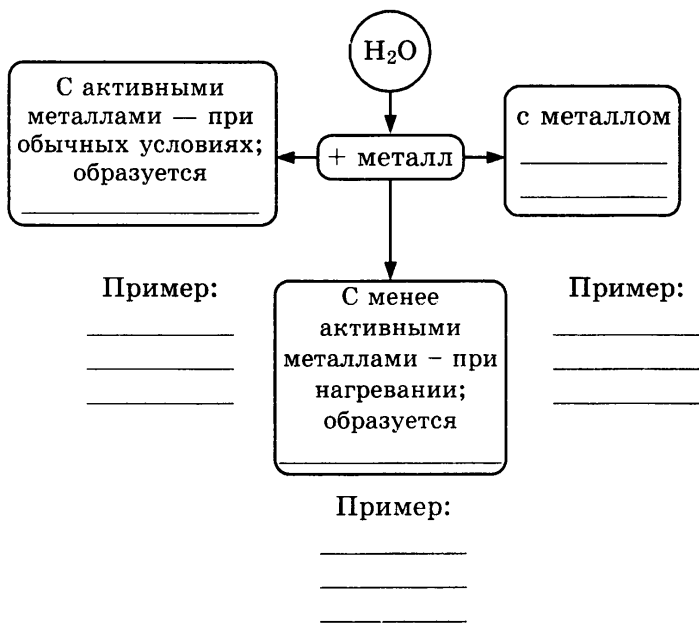 H₂O
С активными
металлами — при
обычных условиях;
образуется
+ металл
с металлом
Пример:
С менее
активными
металлами – при
нагревании;
образуется
Пример:
Пример: